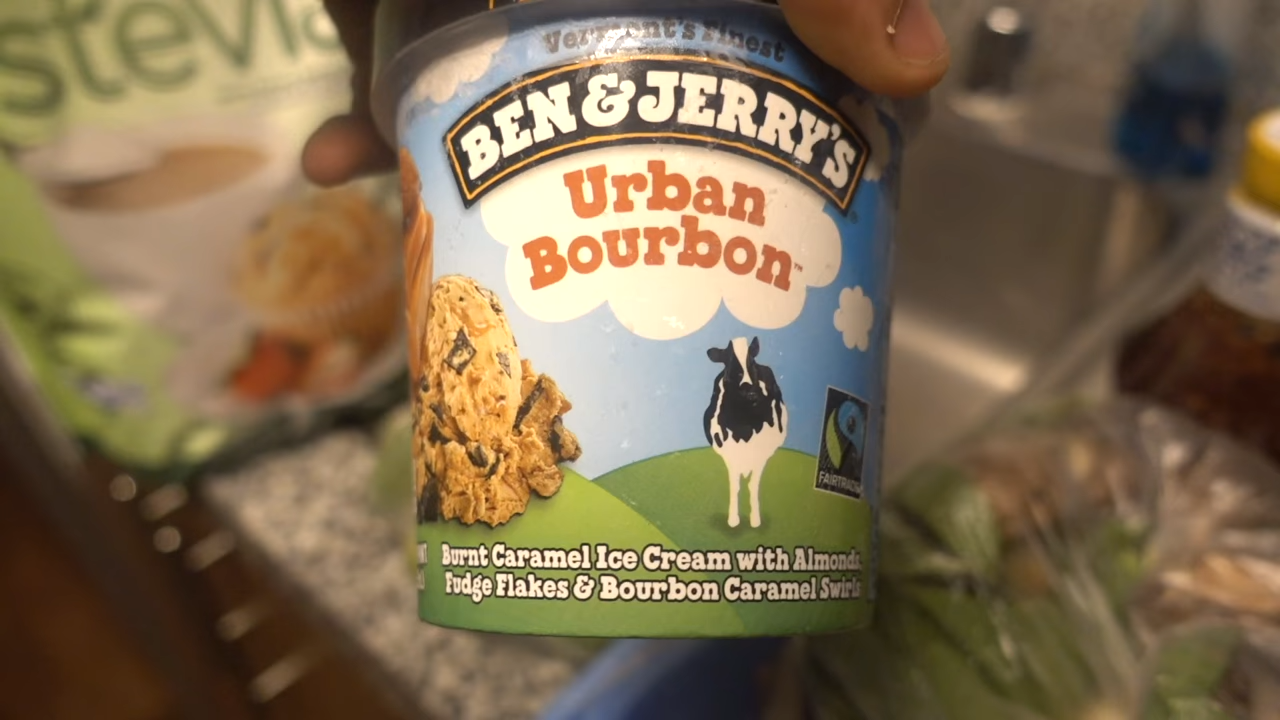 stevia
Vermont's Finest
BEN & JERRY'S
Urban
Bourbon™
FAIRTRADE
Burnt Caramel Ice Cream with Almonds,
Fudge Flakes & Bourbon Caramel Swirls